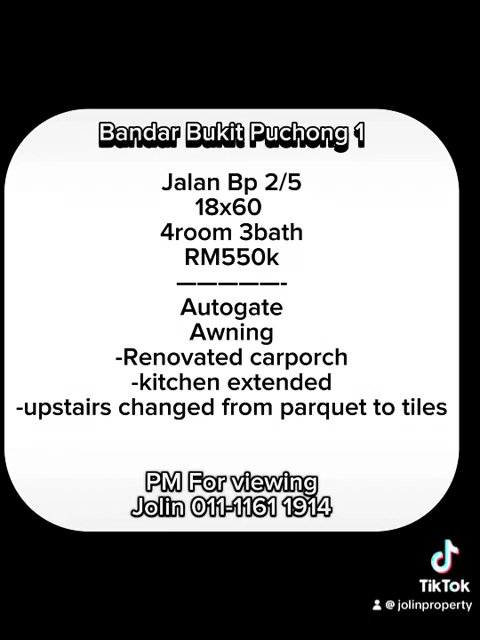 Bandar Bukit Puchong 1
Jalan Bp 2/5
18x60
4room 3bath
RM550k
——————-
Autogate
Awning
-Renovated carporch
-kitchen extended
-upstairs changed from parquet to tiles
PM For viewing
Jolin 011-1161 1914
TikTok
@ jolinproperty